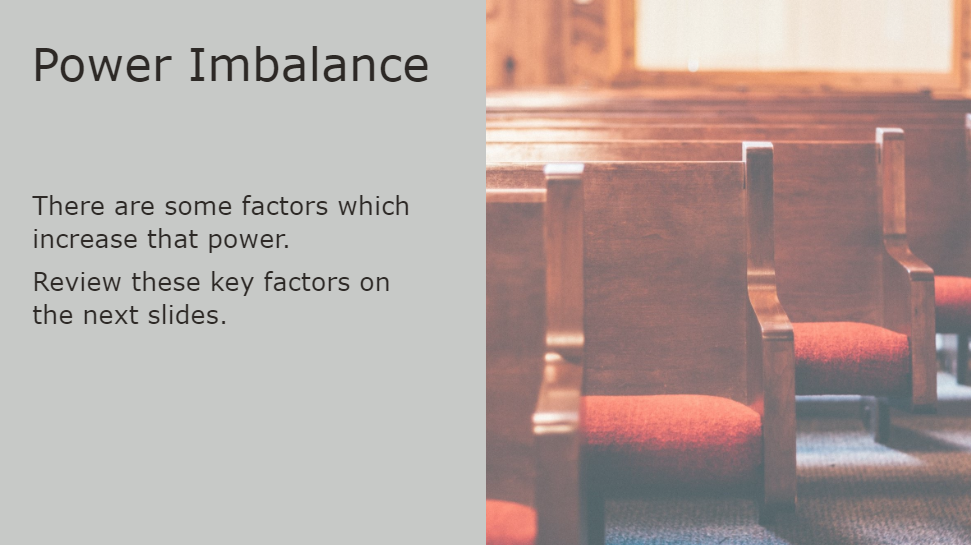 Power Imbalance
There are some factors which
increase that power.
Review these key factors on
the next slides.